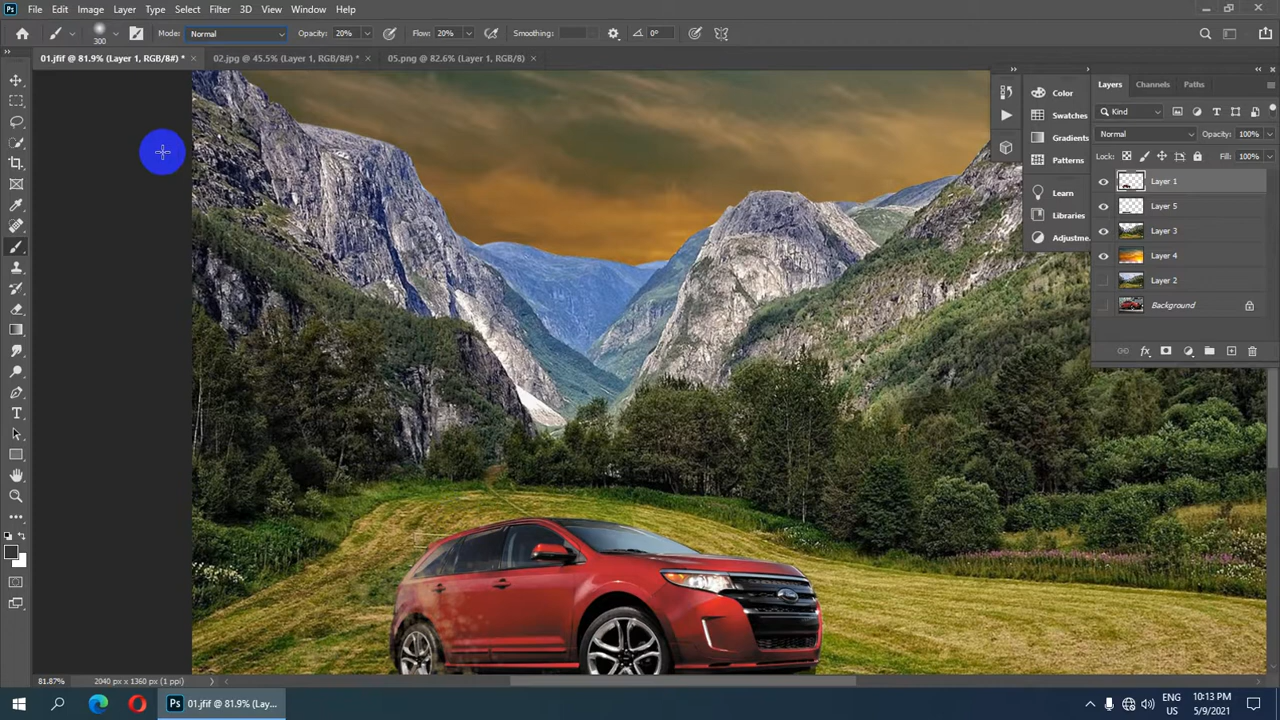 Ps File Edit Image Layer Type Select Filter 3D View Window Help
300 Mode: Normal Opacity: 20% Flow: 20% Smoothing: 0°
01.jfif @ 81.9% (Layer 1, RGB/8#) * × 02.jpg @ 45.5% (Layer 3, RGB/8#) * × 05.png @ 82.6% (Layer 1, RGB/8) ×
Color
Swatches
Gradients
Patterns
Learn
Libraries
Adjustme
Layers Channels Paths
Kind
Normal Opacity: 100%
Lock: Fill: 100%
Layer 1
Layer 5
Layer 3
Layer 4
Layer 2
Background
fx
81.87% 2040 px x 1360 px (1 ppi)
Ps 01.jfif @ 81.9% (Lay...
ENG
US
10:13 PM
5/9/2021